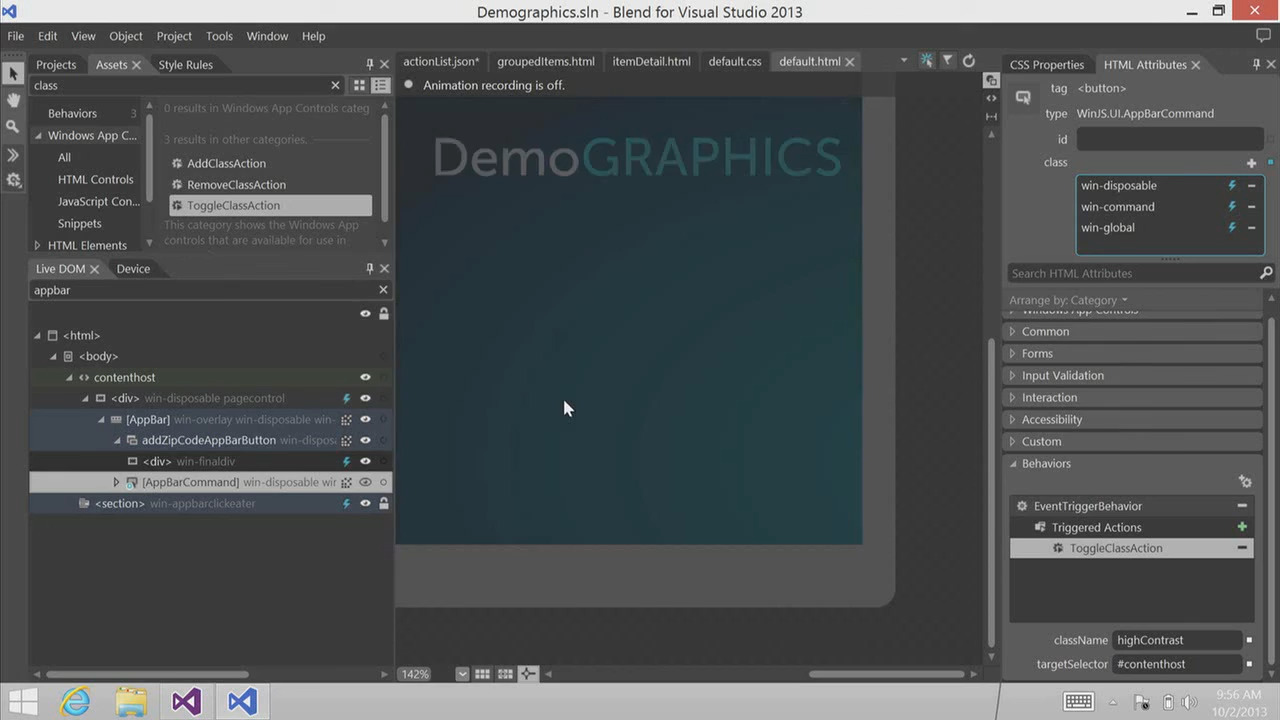 Demographics.sln - Blend for Visual Studio 2013
File Edit View Object Project Tools Window Help
Projects Assets Style Rules
actionList.json* groupedItems.html itemDetail.html default.css default.html
CSS Properties HTML Attributes
class
Animation recording is off.
tag <button>
Behaviors 3
0 results in Windows App Controls categ
type WinJS.UI.AppBarCommand
Windows App C...
3 results in other categories.
id
All
AddClassAction
class
HTML Controls
RemoveClassAction
win-disposable
JavaScript Con...
ToggleClassAction
win-command
Snippets
This category shows the Windows App
win-global
HTML Elements
controls that are available for use in
DemoGRAPHICS
Live DOM Device
Search HTML Attributes
appbar
Arrange by: Category
Windows App Controls
<html>
Common
<body>
Forms
contenthost
Input Validation
<div> win-disposable pagecontrol
Interaction
[AppBar] win-overlay win-disposable win-
Accessibility
addZipCodeAppBarButton win-disposa
Custom
<div> win-finaldiv
Behaviors
[AppBarCommand] win-disposable wir
<section> win-appbarclickeater
EventTriggerBehavior
Triggered Actions
ToggleClassAction
className highContrast
targetSelector #contenthost
142%
9:56 AM
10/2/2013